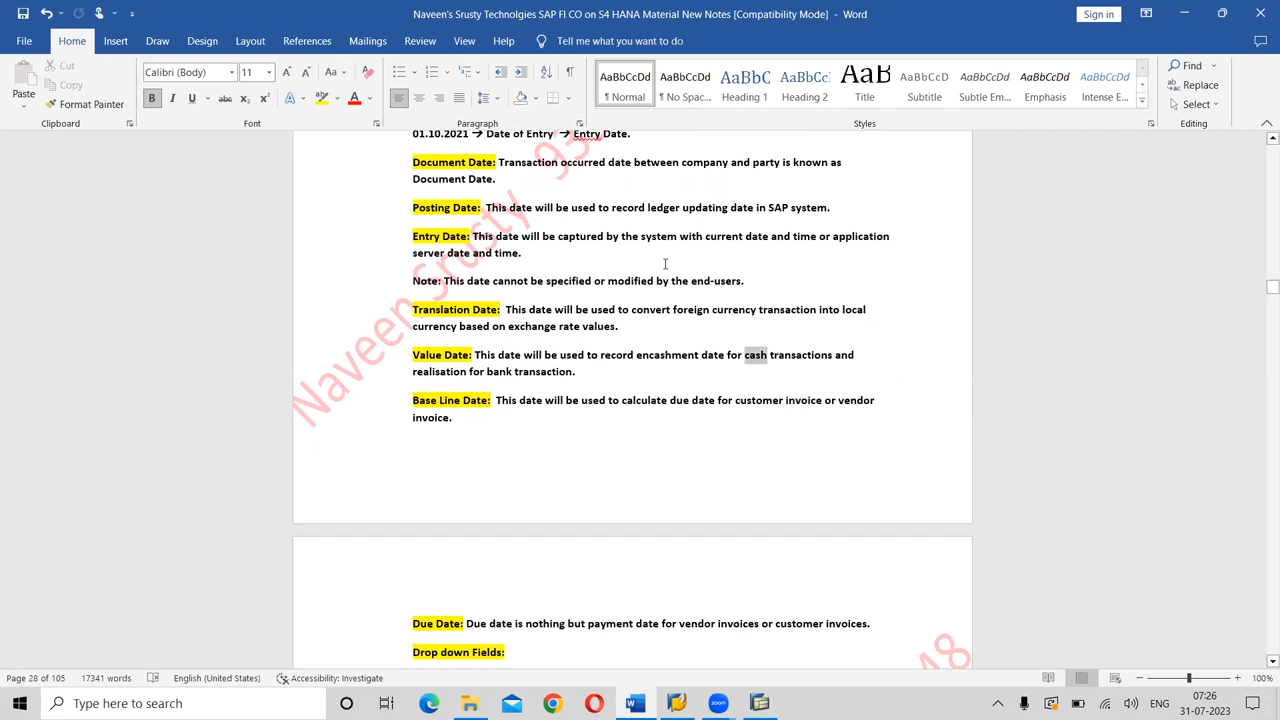 Naveen's Srusty Technolgies SAP FI CO on S4 HANA Material New Notes [Compatibility Mode] - Word
Sign in
File Home Insert Draw Design Layout References Mailings Review View Help Tell me what you want to do
Paste
Cut
Copy
Format Painter
Clipboard
Calibri (Body) 11
Font
Paragraph
AaBbCcDd AaBbCcDd AaBbC AaBbCc AaB AaBbCcD AaBbCcDd AaBbCcDd AaBbCcDd
¶ Normal ¶ No Spac... Heading 1 Heading 2 Title Subtitle Subtle Em... Emphasis Intense E...
Styles
Find
Replace
Select
Editing
01.10.2021 → Date of Entry → Entry Date.
Document Date: Transaction occurred date between company and party is known as
Document Date.
Posting Date: This date will be used to record ledger updating date in SAP system.
Entry Date: This date will be captured by the system with current date and time or application
server date and time.
Note: This date cannot be specified or modified by the end-users.
Translation Date: This date will be used to convert foreign currency transaction into local
currency based on exchange rate values.
Value Date: This date will be used to record encashment date for cash transactions and
realisation for bank transaction.
Base Line Date: This date will be used to calculate due date for customer invoice or vendor
invoice.
Naveen Srusty 93
Due Date: Due date is nothing but payment date for vendor invoices or customer invoices.
Drop down Fields:
48
Page 28 of 105 17341 words English (United States) Accessibility: Investigate 100%
Type here to search
ENG
07:26
31-07-2023